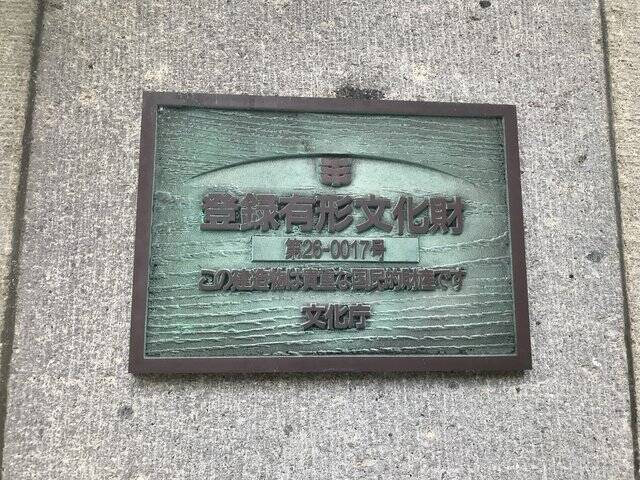 登録有形文化財
第26-0017号
この建造物は貴重な国民的財産です
文化庁